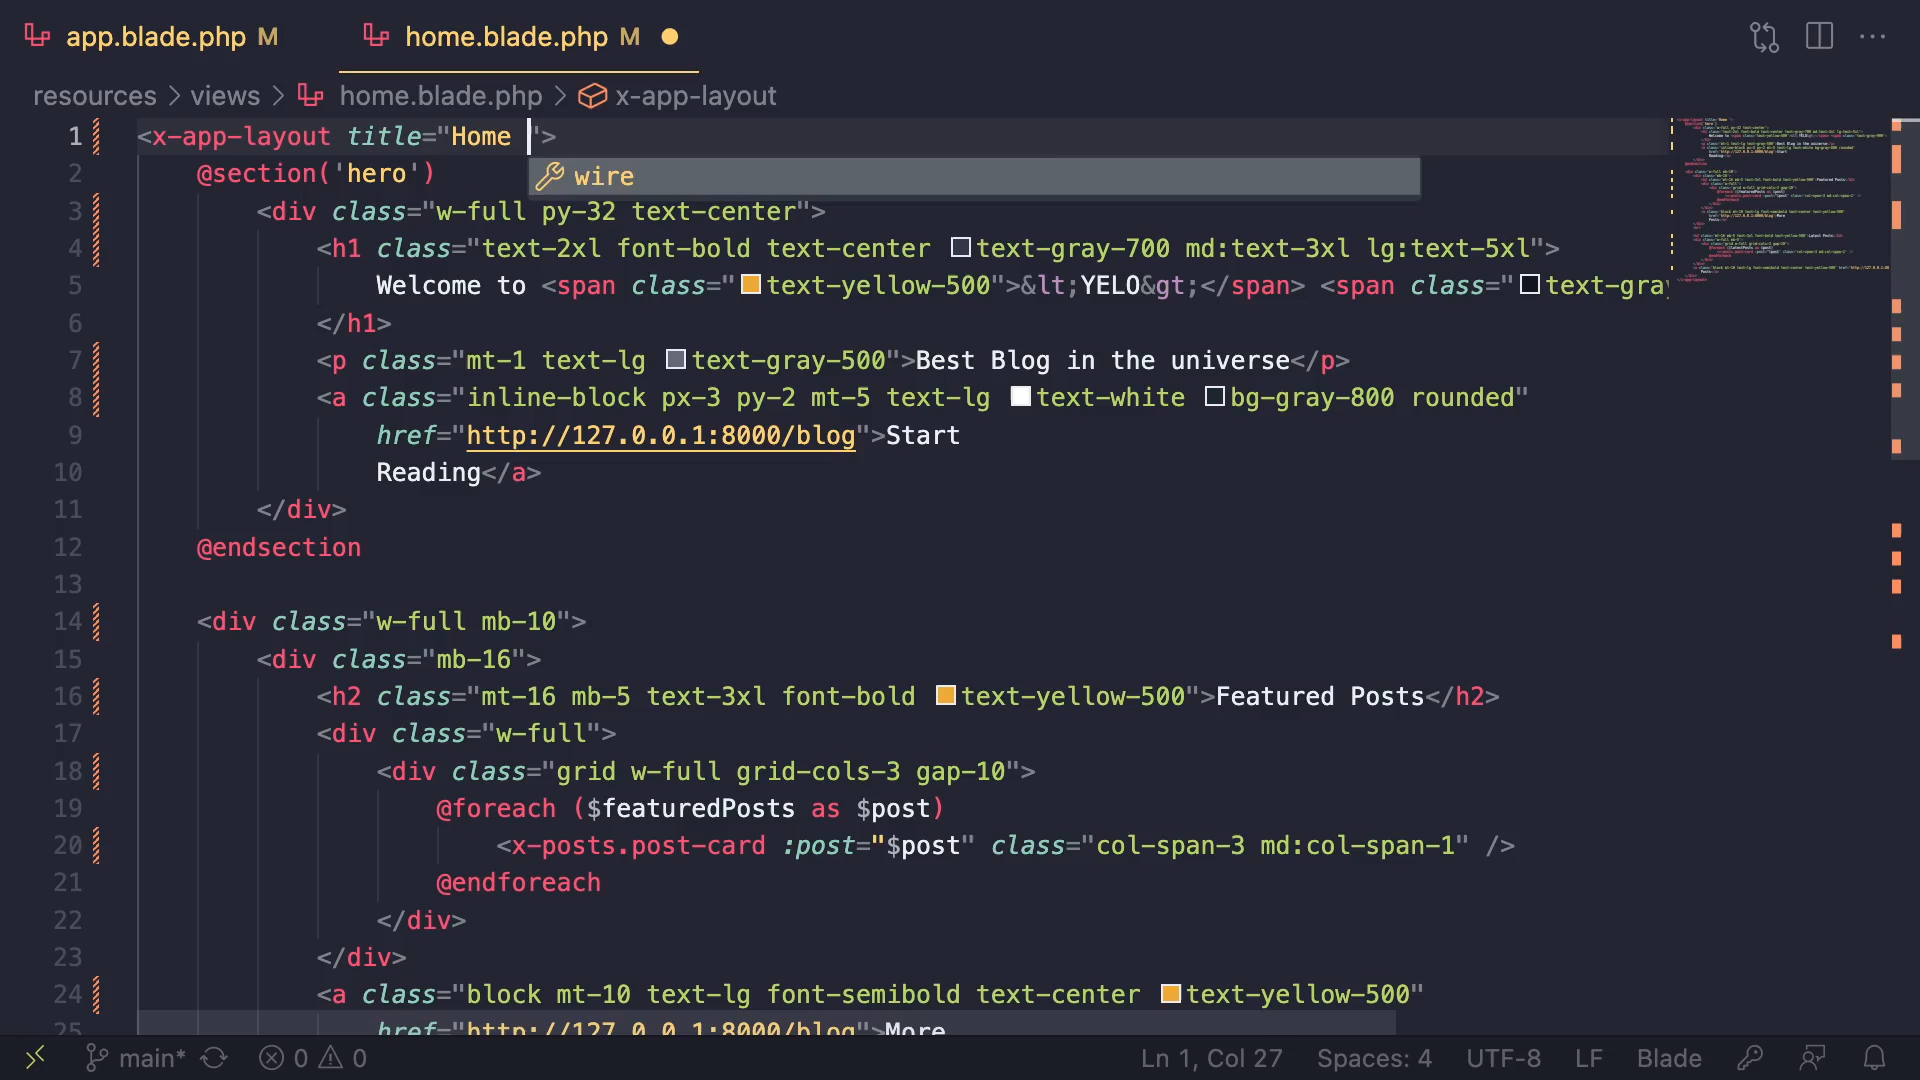 app.blade.php M
home.blade.php M
resources > views > home.blade.php > x-app-layout
1 <x-app-layout title="Home ">
wire
2 @section('hero')
3 <div class="w-full py-32 text-center">
4 <h1 class="text-2xl font-bold text-center text-gray-700 md:text-3xl lg:text-5xl">
5 Welcome to <span class="text-yellow-500">&lt;YELO&gt;</span> <span class="text-gray
6 </h1>
7 <p class="mt-1 text-lg text-gray-500">Best Blog in the universe</p>
8 <a class="inline-block px-3 py-2 mt-5 text-lg text-white bg-gray-800 rounded"
9 href="http://127.0.0.1:8000/blog">Start
10 Reading</a>
11 </div>
12 @endsection
13
14 <div class="w-full mb-10">
15 <div class="mb-16">
16 <h2 class="mt-16 mb-5 text-3xl font-bold text-yellow-500">Featured Posts</h2>
17 <div class="w-full">
18 <div class="grid w-full grid-cols-3 gap-10">
19 @foreach ($featuredPosts as $post)
20 <x-posts.post-card :post="$post" class="col-span-3 md:col-span-1" />
21 @endforeach
22 </div>
23 </div>
24 <a class="block mt-10 text-lg font-semibold text-center text-yellow-500"
25 href="http://127.0.0.1:8000/blog">More
main* 0 0 Ln 1, Col 27 Spaces: 4 UTF-8 LF Blade